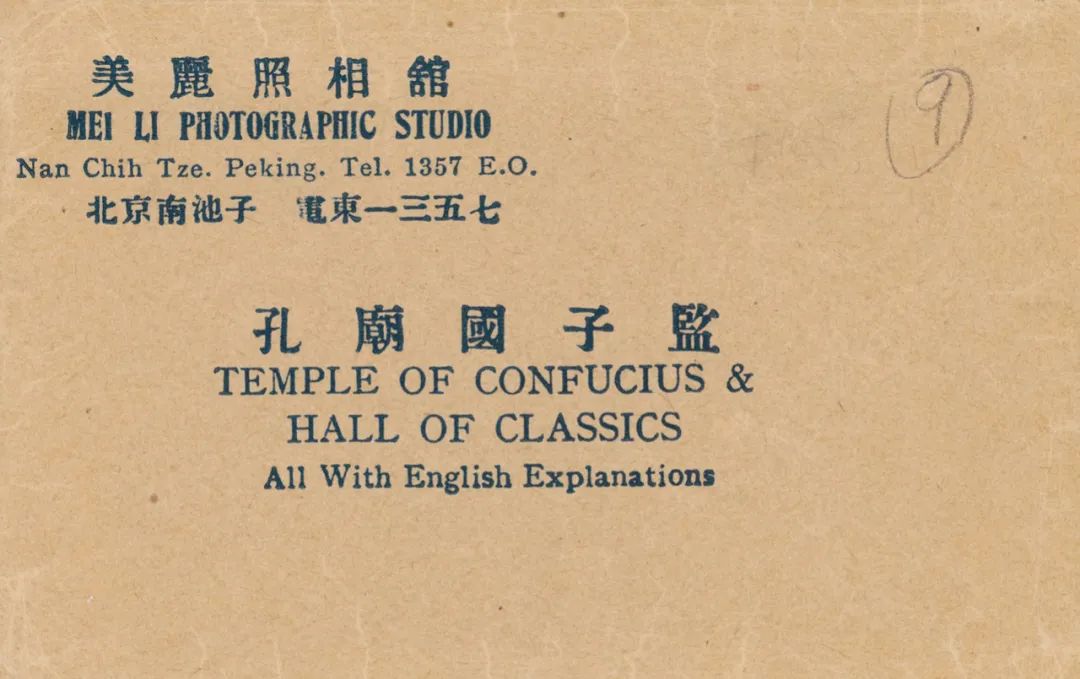 美麗照相舘
MEI LI PHOTOGRAPHIC STUDIO
Nan Chih Tze. Peking. Tel. 1357 E.O.
北京南池子 電東一三五七
9
孔廟國子監
TEMPLE OF CONFUCIUS &
HALL OF CLASSICS
All With English Explanations